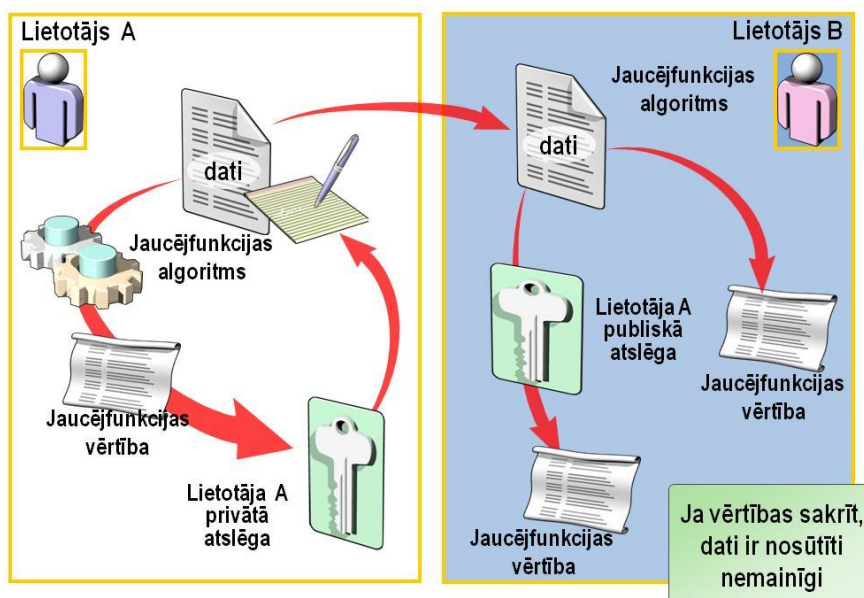 Lietotājs A
dati
Jaucējfunkcijas
algoritms
Jaucējfunkcijas
vērtība
Lietotāja A
privātā
atslēga
Lietotājs B
Jaucējfunkcijas
algoritms
dati
Lietotāja A
publiskā
atslēga
Jaucējfunkcijas
vērtība
Jaucējfunkcijas
vērtība
Ja vērtības sakrīt,
dati ir nosūtīti
nemainīgi